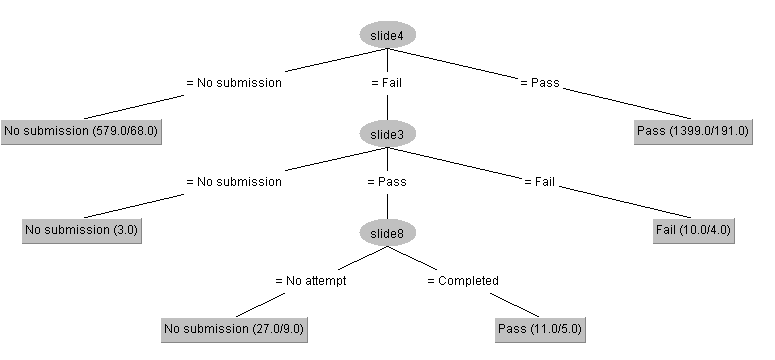 slide4
= No submission
= Fail
= Pass
No submission (579.0/68.0)
slide3
Pass (1399.0/191.0)
= No submission
= Pass
= Fail
No submission (3.0)
slide8
Fail (10.0/4.0)
= No attempt
= Completed
No submission (27.0/9.0)
Pass (11.0/5.0)